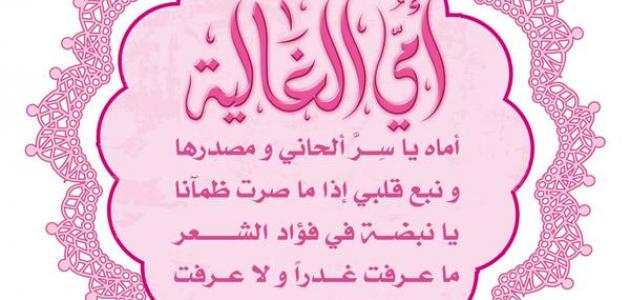 أمي الغالية
أماه يا سِرَّ ألحاني و مصدرها
و نبع قلبي إذا ما صرت ظمآنا
يا نبضة في فؤاد الشعر
ما عرفت غدراً و لا عرفت